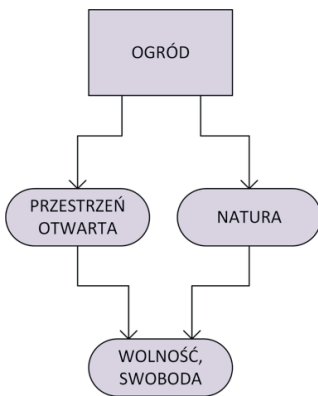 OGRÓD
PRZESTRZEŃ
OTWARTA
NATURA
WOLNOŚĆ,
SWOBODA